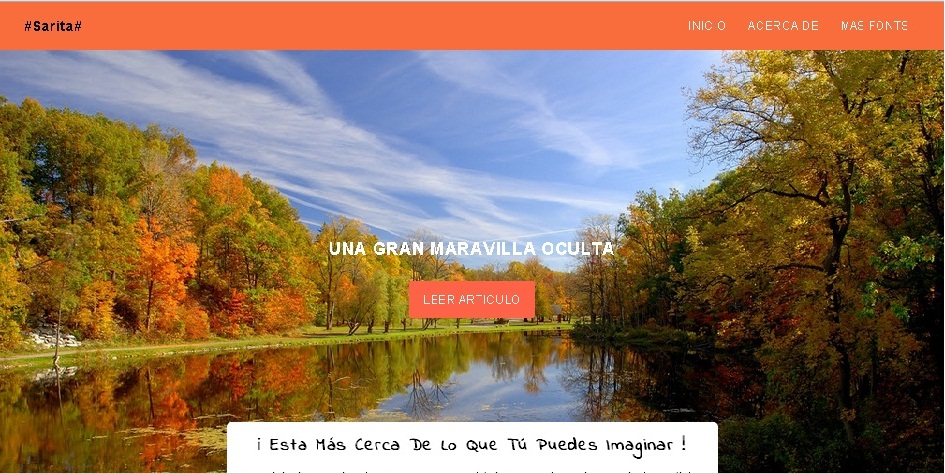 #Sarita#
INICIO
ACERCA DE
MAS FONTS
UNA GRAN MARAVILLA OCULTA
LEER ARTICULO
¡ Esta Más Cerca De Lo Que Tú Puedes Imaginar !